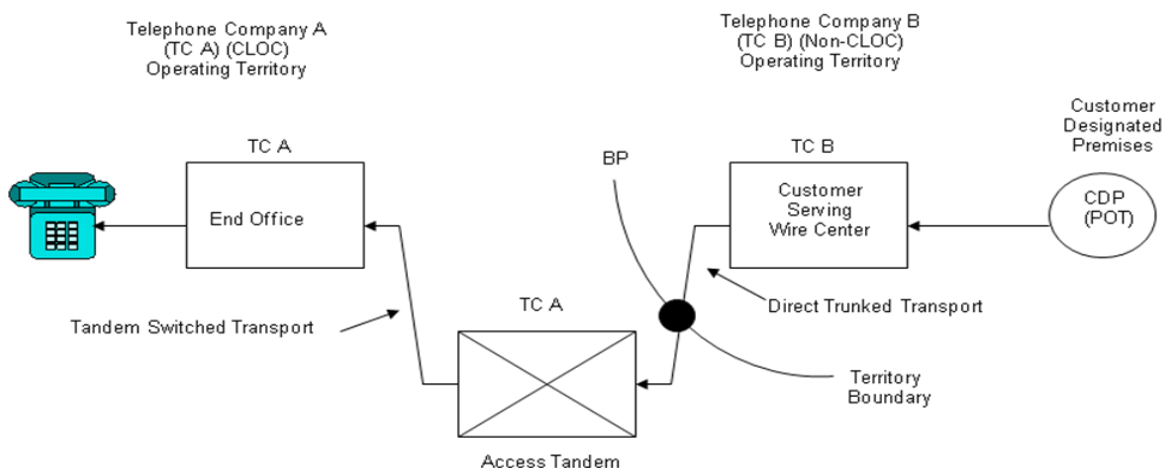 Telephone Company A
(TC A) (CLOC)
Operating Territory
Telephone Company B
(TC B) (Non-CLOC)
Operating Territory
Customer
Designated
Premises
TC A
BP
TC B
End Office
Customer
Serving
Wire Center
CDP
(POT)
Tandem Switched Transport
TC A
Direct Trunked Transport
Territory
Boundary
Access Tandem